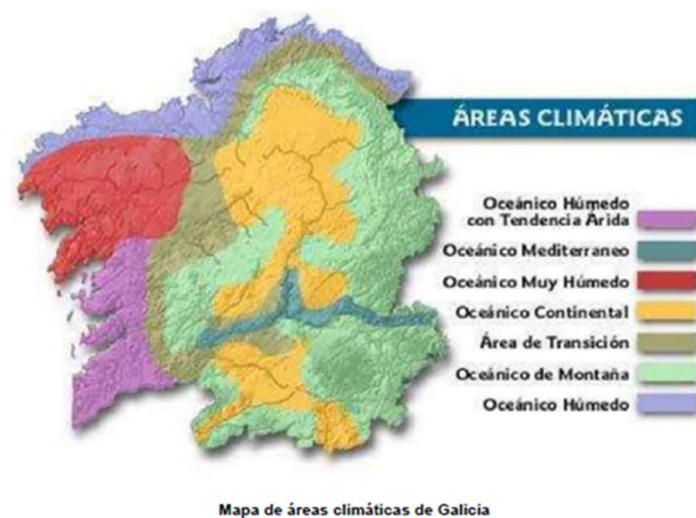 ÁREAS CLIMÁTICAS
Oceánico Húmedo
con Tendencia Árida
Oceánico Mediterraneo
Oceánico Muy Húmedo
Oceánico Continental
Área de Transición
Oceánico de Montaña
Oceánico Húmedo
Mapa de áreas climáticas de Galicia